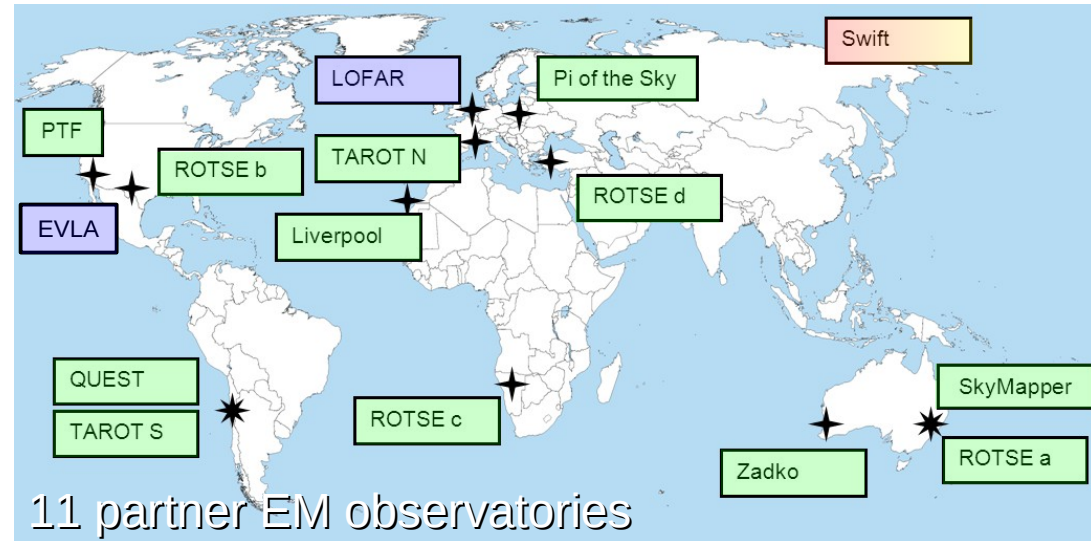 Swift
LOFAR
Pi of the Sky
PTF
ROTSE b
TAROT N
ROTSE d
EVLA
Liverpool
QUEST
SkyMapper
TAROT S
ROTSE c
Zadko
ROTSE a
11 partner EM observatories